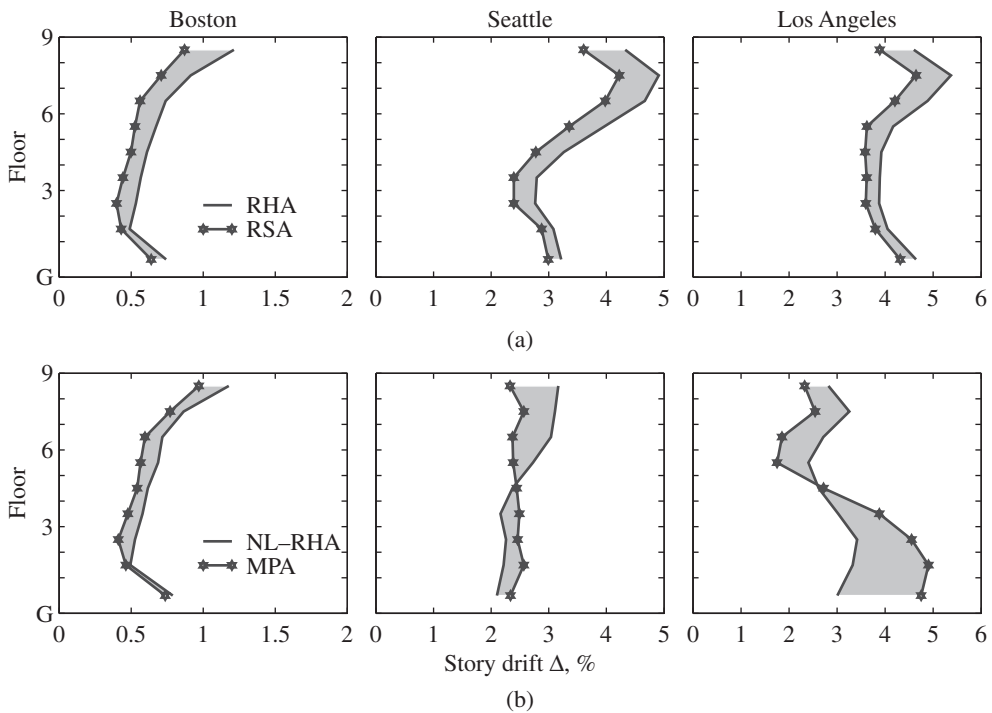 Boston Seattle Los Angeles
9
6
Floor
3
G
RHA
RSA
0 0.5 1 1.5 2
0 1 2 3 4 5
0 1 2 3 4 5 6
(a)
9
6
Floor
3
G
NL–RHA
MPA
0 0.5 1 1.5 2
0 1 2 3 4 5
0 1 2 3 4 5 6
Story drift Δ, %
(b)